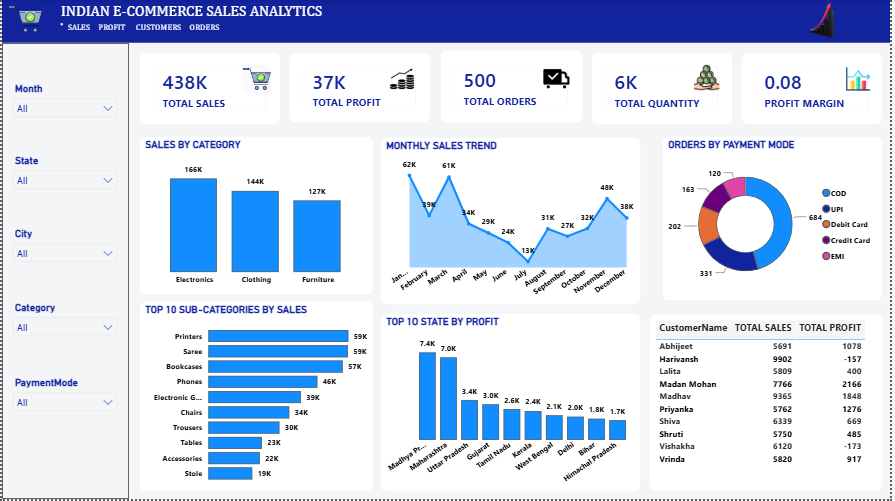 INDIAN E-COMMERCE SALES ANALYTICS
SALES PROFIT CUSTOMERS ORDERS
Month
All
State
All
City
All
Category
All
PaymentMode
All
438K
TOTAL SALES
37K
TOTAL PROFIT
500
TOTAL ORDERS
6K
TOTAL QUANTITY
0.08
PROFIT MARGIN
SALES BY CATEGORY
166K
144K
127K
Electronics
Clothing
Furniture
MONTHLY SALES TREND
62K
39K
61K
34K
29K
24K
13K
31K
27K
32K
48K
38K
Jan...
February
March
April
May
June
July
August
September
October
November
December
ORDERS BY PAYMENT MODE
120
163
202
331
684
COD
UPI
Debit Card
Credit Card
EMI
TOP 10 SUB-CATEGORIES BY SALES
Printers 59K
Saree 59K
Bookcases 57K
Phones 46K
Electronic G... 39K
Chairs 34K
Trousers 30K
Tables 23K
Accessories 22K
Stole 19K
TOP 10 STATE BY PROFIT
7.4K
7.0K
3.4K
3.0K
2.6K
2.4K
2.1K
2.0K
1.8K
1.7K
Madhya Pr...
Maharashtra
Uttar Pradesh
Gujarat
Tamil Nadu
Kerala
West Bengal
Delhi
Bihar
Himachal Pradesh
CustomerName TOTAL SALES TOTAL PROFIT
Abhijeet 5691 1078
Harivansh 9902 -157
Lalita 5809 400
Madan Mohan 7766 2166
Madhav 9365 1848
Priyanka 5762 1276
Shiva 6339 669
Shruti 5750 485
Vishakha 6120 -173
Vrinda 5820 917